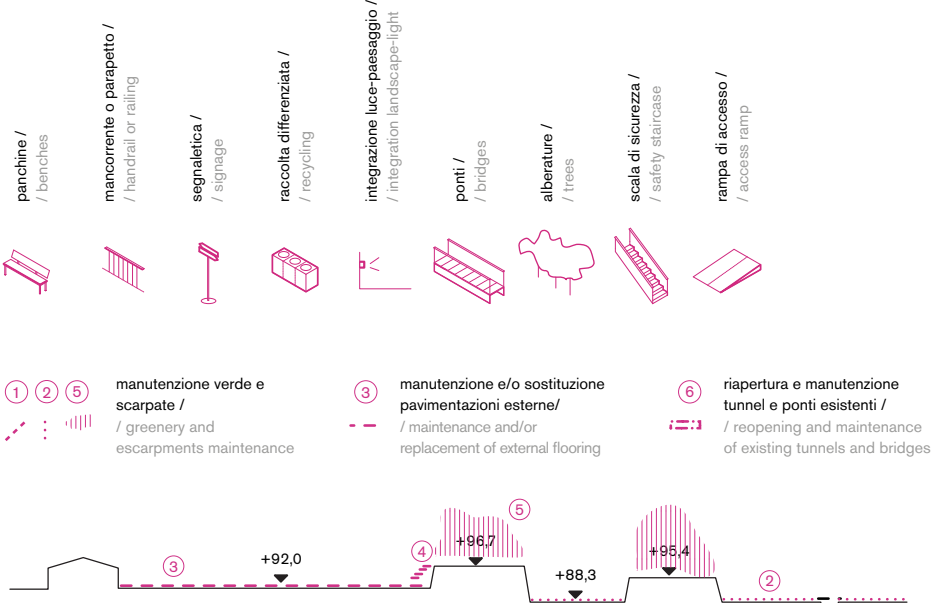 panchine /
/ benches
mancorrente o parapetto /
/ handrail or railing
segnaletica /
/ signage
raccolta differenziata /
/ recycling
integrazione luce-paesaggio /
/ integration landscape-light
ponti /
/ bridges
alberature /
/ trees
scala di sicurezza /
/ safety staircase
rampa di accesso /
/ access ramp
1 2 5
manutenzione verde e
scarpate /
/ greenery and
escarpments maintenance
3
manutenzione e/o sostituzione
pavimentazioni esterne/
/ maintenance and/or
replacement of external flooring
6
riapertura e manutenzione
tunnel e ponti esistenti /
/ reopening and maintenance
of existing tunnels and bridges
3
+92,0
4
+96,7
5
+88,3
+95,4
2